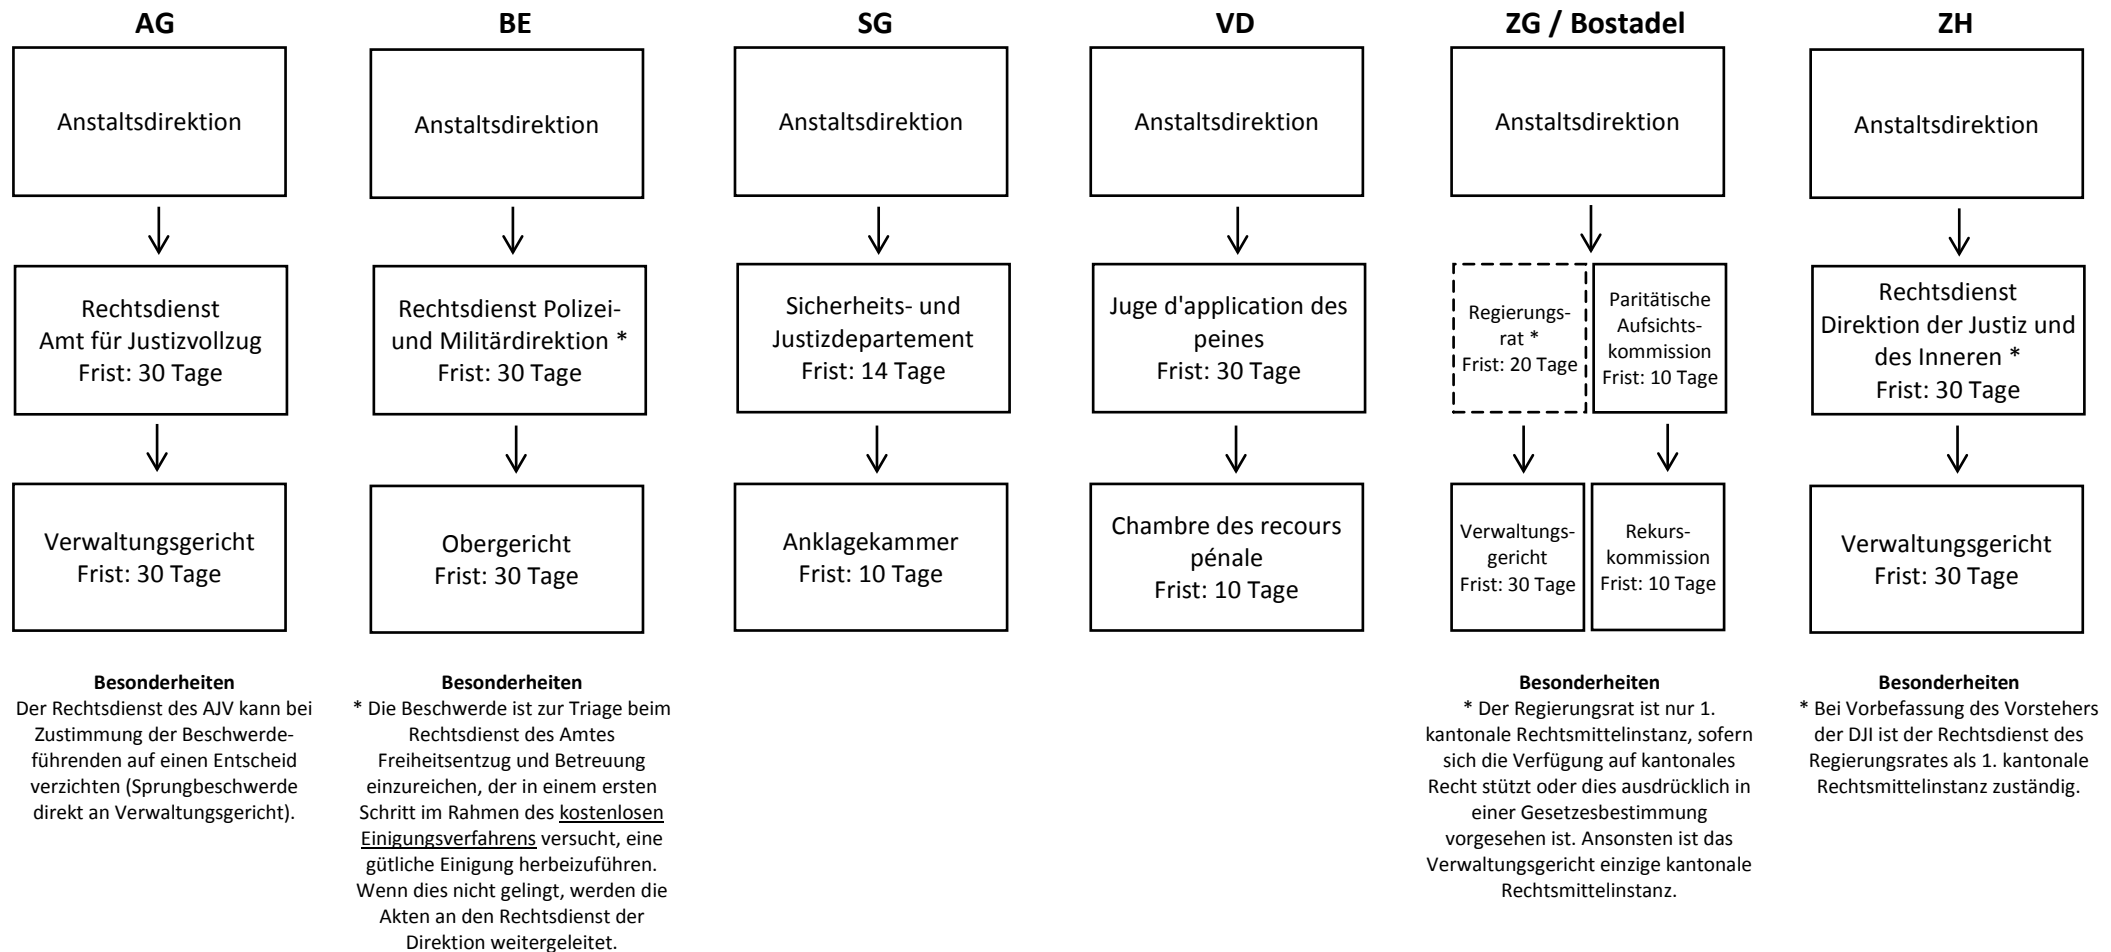 AG
Anstaltsdirektion
Rechtsdienst
Amt für Justizvollzug
Frist: 30 Tage
Verwaltungsgericht
Frist: 30 Tage
Besonderheiten
Der Rechtsdienst des AJV kann bei
Zustimmung der Beschwerde-
führenden auf einen Entscheid
verzichten (Sprungbeschwerde
direkt an Verwaltungsgericht).
BE
Anstaltsdirektion
Rechtsdienst Polizei-
und Militärdirektion *
Frist: 30 Tage
Obergericht
Frist: 30 Tage
Besonderheiten
* Die Beschwerde ist zur Triage beim
Rechtsdienst des Amtes
Freiheitsentzug und Betreuung
einzureichen, der in einem ersten
Schritt im Rahmen des kostenlosen
Einigungsverfahrens versucht, eine
gütliche Einigung herbeizuführen.
Wenn dies nicht gelingt, werden die
Akten an den Rechtsdienst der
Direktion weitergeleitet.
SG
Anstaltsdirektion
Sicherheits- und
Justizdepartement
Frist: 14 Tage
Anklagekammer
Frist: 10 Tage
VD
Anstaltsdirektion
Juge d'application des
peines
Frist: 30 Tage
Chambre des recours
pénale
Frist: 10 Tage
ZG / Bostadel
Anstaltsdirektion
Regierungs-
rat *
Frist: 20 Tage
Paritätische
Aufsichts-
kommission
Frist: 10 Tage
Verwaltungs-
gericht
Frist: 30 Tage
Rekurs-
kommission
Frist: 10 Tage
Besonderheiten
* Der Regierungsrat ist nur 1.
kantonale Rechtsmittelinstanz, sofern
sich die Verfügung auf kantonales
Recht stützt oder dies ausdrücklich in
einer Gesetzesbestimmung
vorgesehen ist. Ansonsten ist das
Verwaltungsgericht einzige kantonale
Rechtsmittelinstanz.
ZH
Anstaltsdirektion
Rechtsdienst
Direktion der Justiz und
des Inneren *
Frist: 30 Tage
Verwaltungsgericht
Frist: 30 Tage
Besonderheiten
* Bei Vorbefassung des Vorstehers
der DJI ist der Rechtsdienst des
Regierungsrates als 1. kantonale
Rechtsmittelinstanz zuständig.